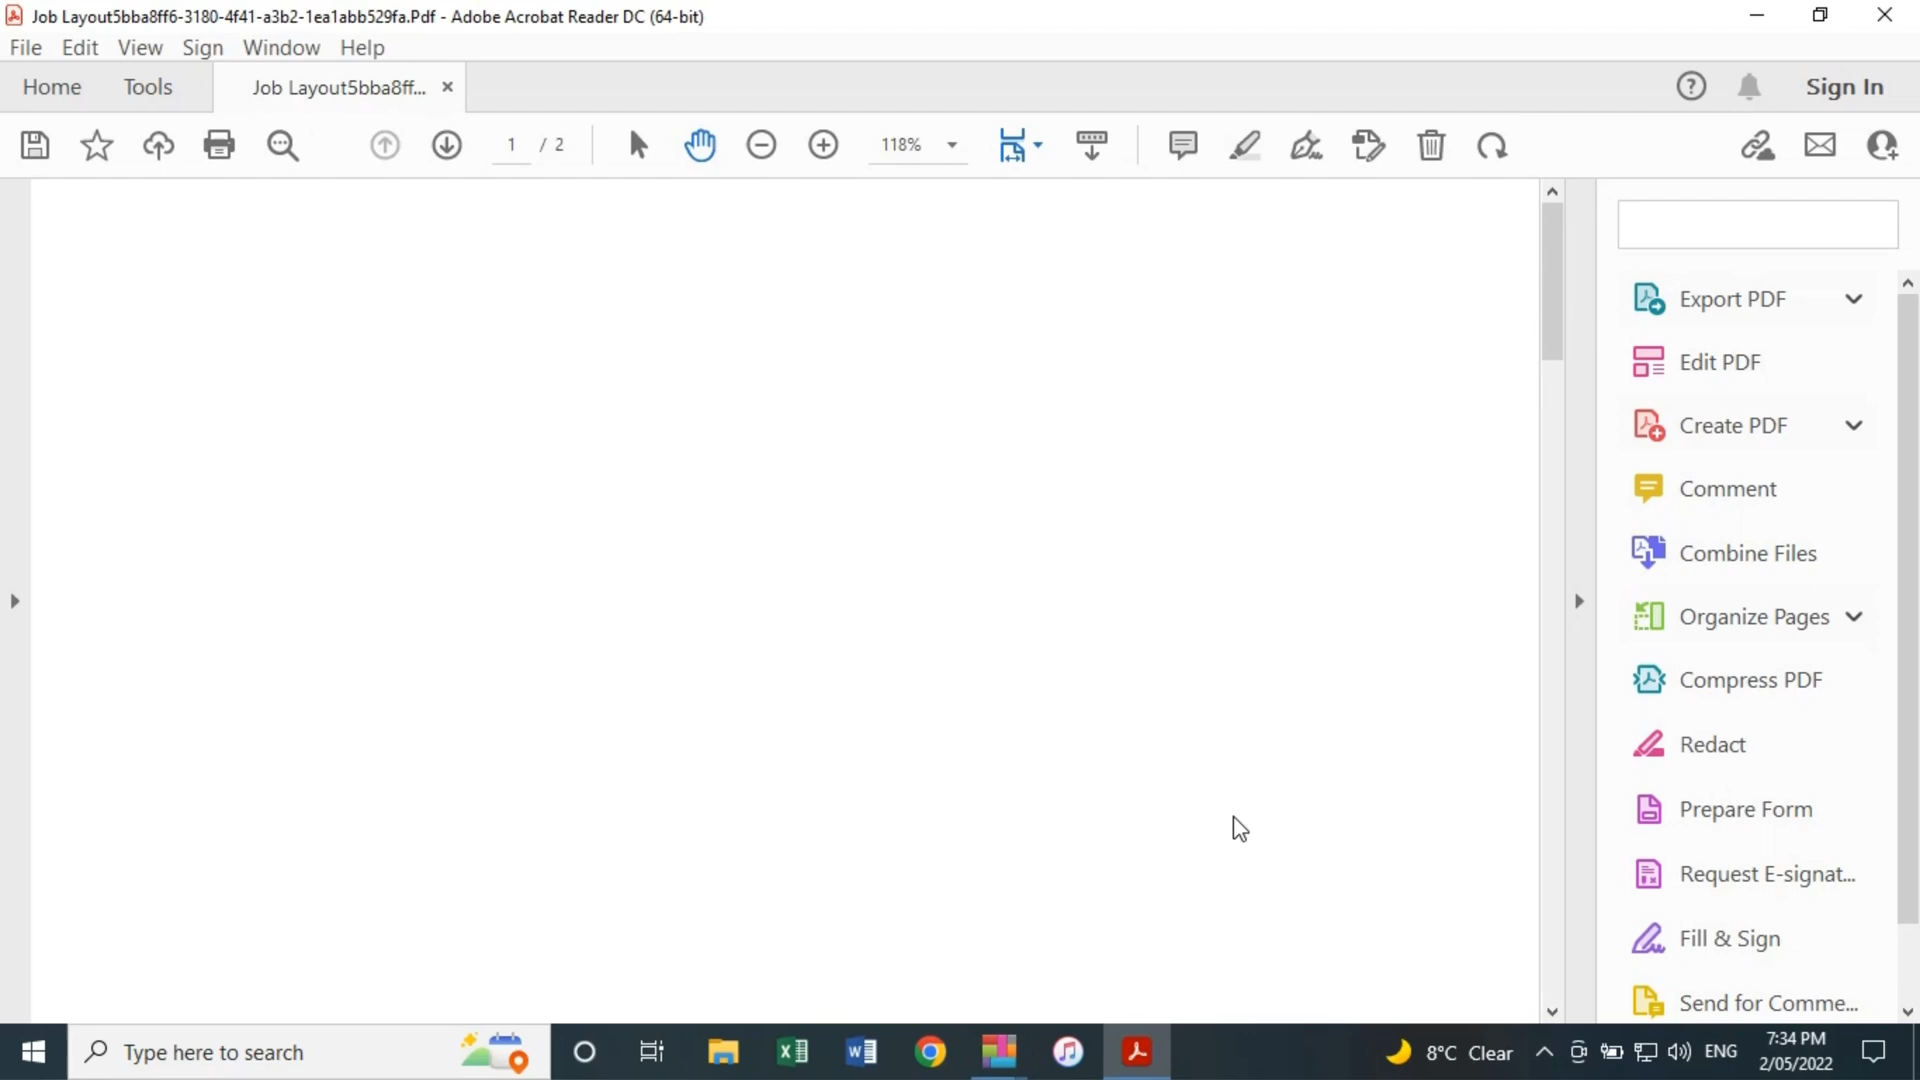 Job Layout5bba8ff6-3180-4f41-a3b2-1ea1abb529fa.Pdf - Adobe Acrobat Reader DC (64-bit)
File Edit View Sign Window Help
Home Tools Job Layout5bba8ff... × Sign In
1 / 2 118%
Export PDF
Edit PDF
Create PDF
Comment
Combine Files
Organize Pages
Compress PDF
Redact
Prepare Form
Request E-signat...
Fill & Sign
Send for Comme...
Type here to search 8°C Clear ENG 7:34 PM
2/05/2022